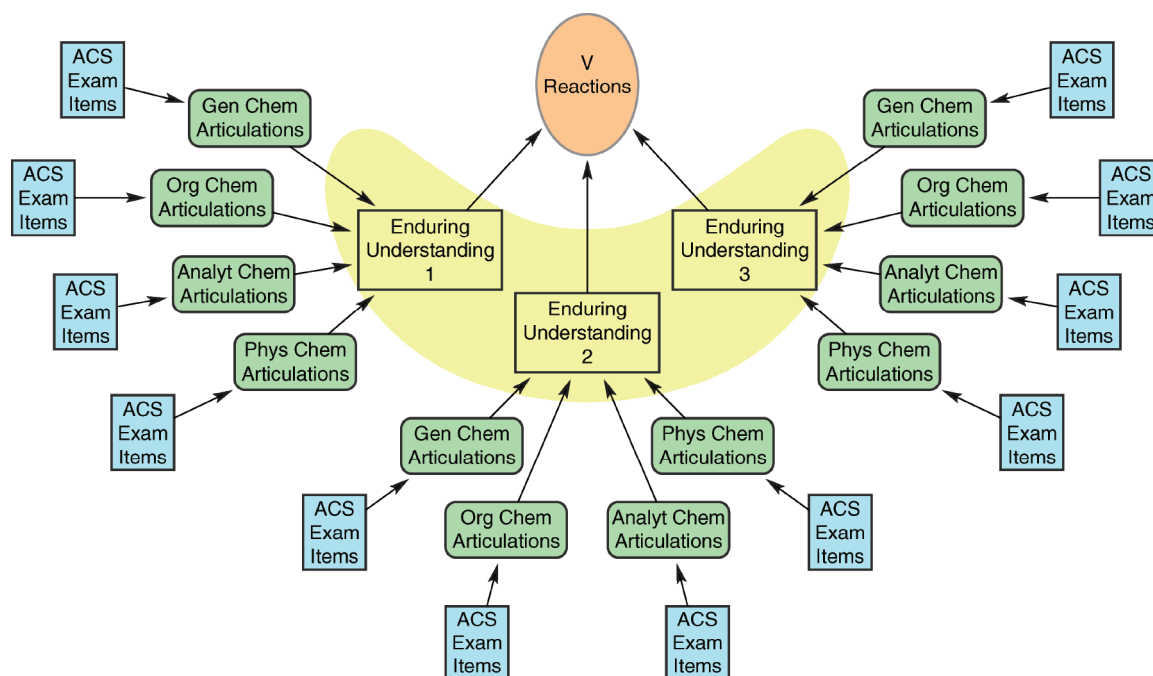 V
Reactions
ACS
Exam
Items
Gen Chem
Articulations
ACS
Exam
Items
Org Chem
Articulations
ACS
Exam
Items
Analyt Chem
Articulations
ACS
Exam
Items
Phys Chem
Articulations
Enduring
Understanding
1
ACS
Exam
Items
Gen Chem
Articulations
ACS
Exam
Items
Org Chem
Articulations
Enduring
Understanding
2
ACS
Exam
Items
Analyt Chem
Articulations
ACS
Exam
Items
Phys Chem
Articulations
Enduring
Understanding
3
Gen Chem
Articulations
ACS
Exam
Items
Org Chem
Articulations
ACS
Exam
Items
Analyt Chem
Articulations
ACS
Exam
Items
Phys Chem
Articulations
ACS
Exam
Items